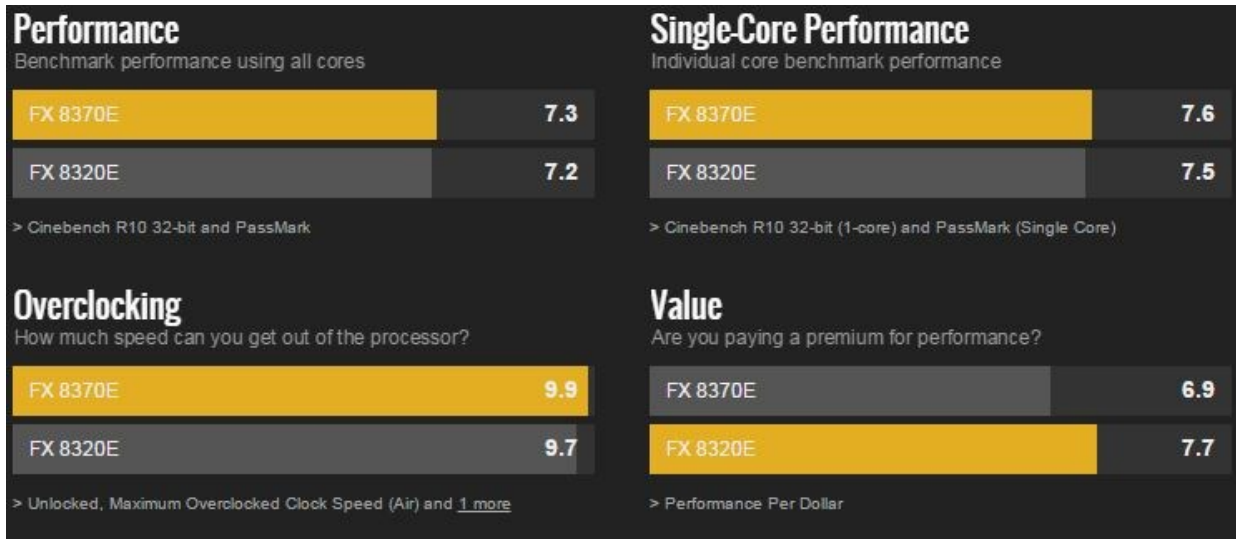 Performance
Benchmark performance using all cores
FX 8370E 7.3
FX 8320E 7.2
> Cinebench R10 32-bit and PassMark
Single-Core Performance
Individual core benchmark performance
FX 8370E 7.6
FX 8320E 7.5
> Cinebench R10 32-bit (1-core) and PassMark (Single Core)
Overclocking
How much speed can you get out of the processor?
FX 8370E 9.9
FX 8320E 9.7
> Unlocked, Maximum Overclocked Clock Speed (Air) and 1 more
Value
Are you paying a premium for performance?
FX 8370E 6.9
FX 8320E 7.7
> Performance Per Dollar